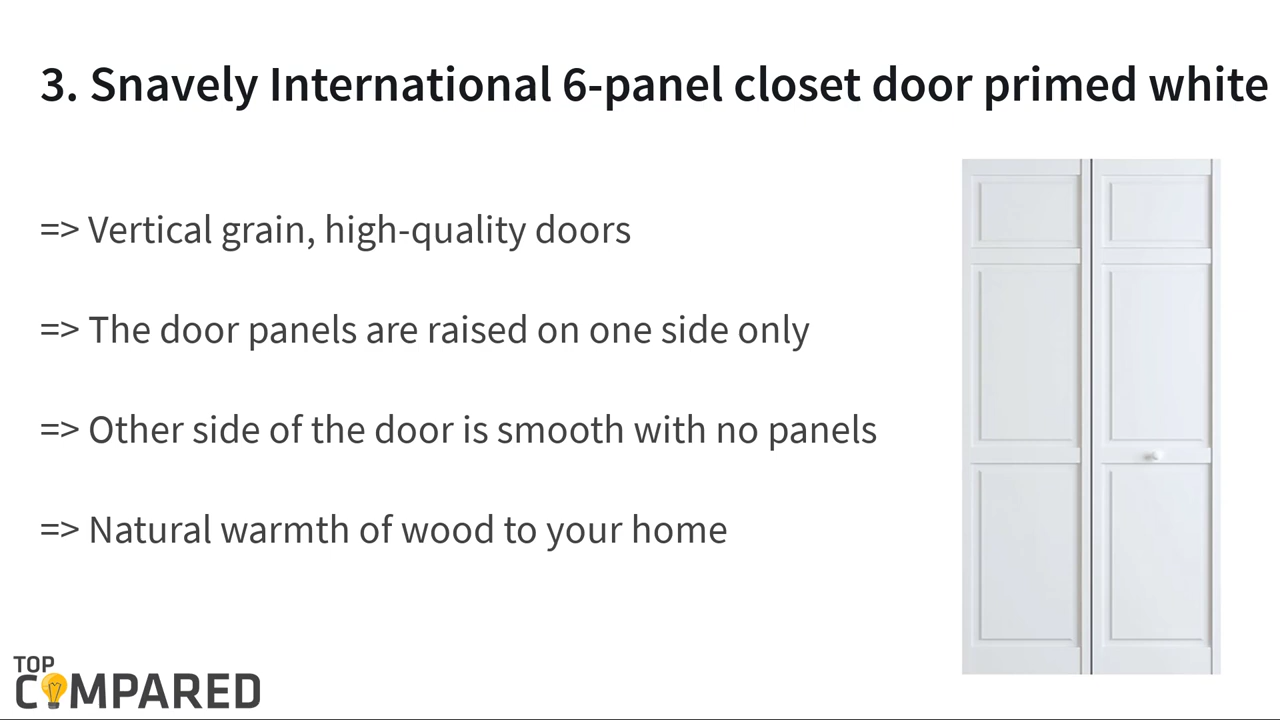 3. Snavely International 6-panel closet door primed white
=> Vertical grain, high-quality doors
=> The door panels are raised on one side only
=> Other side of the door is smooth with no panels
=> Natural warmth of wood to your home
TOP
COMPARED